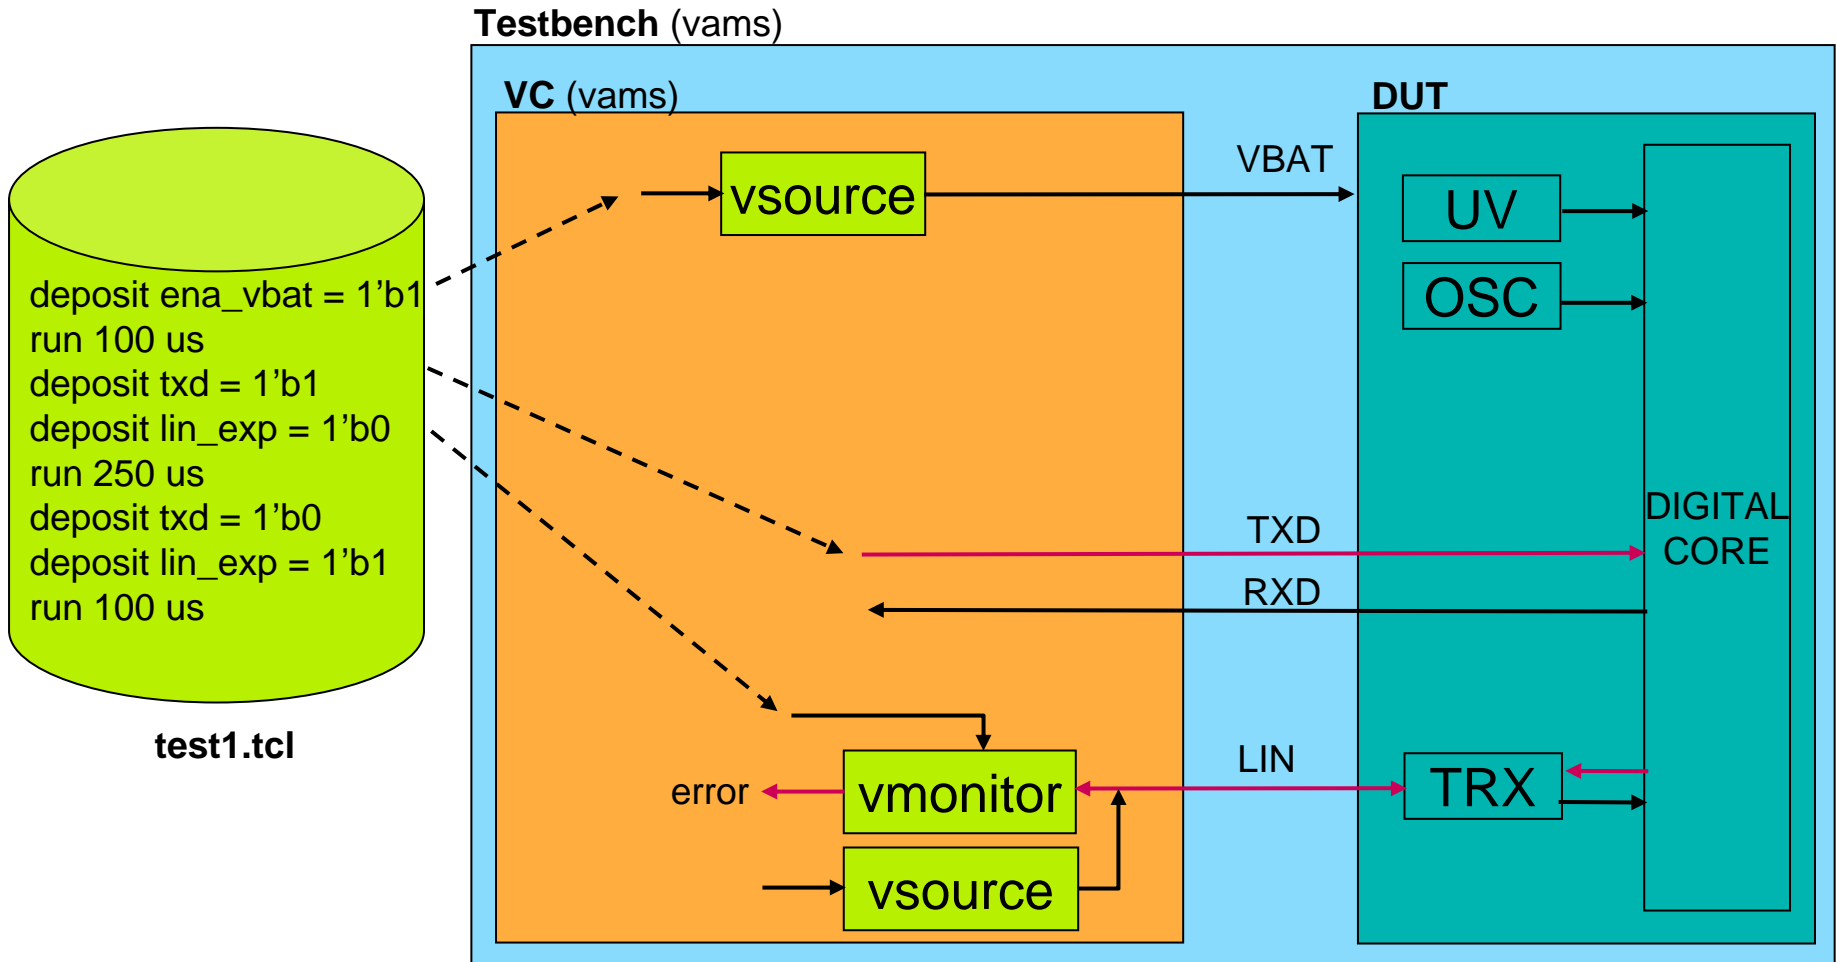 Testbench (vams)
VC (vams)
DUT
vsource
VBAT
UV
OSC
deposit ena_vbat = 1’b1
run 100 us
deposit txd = 1’b1
deposit lin_exp = 1’b0
run 250 us
deposit txd = 1’b0
deposit lin_exp = 1’b1
run 100 us
test1.tcl
TXD
RXD
DIGITAL
CORE
LIN
error
vmonitor
TRX
vsource